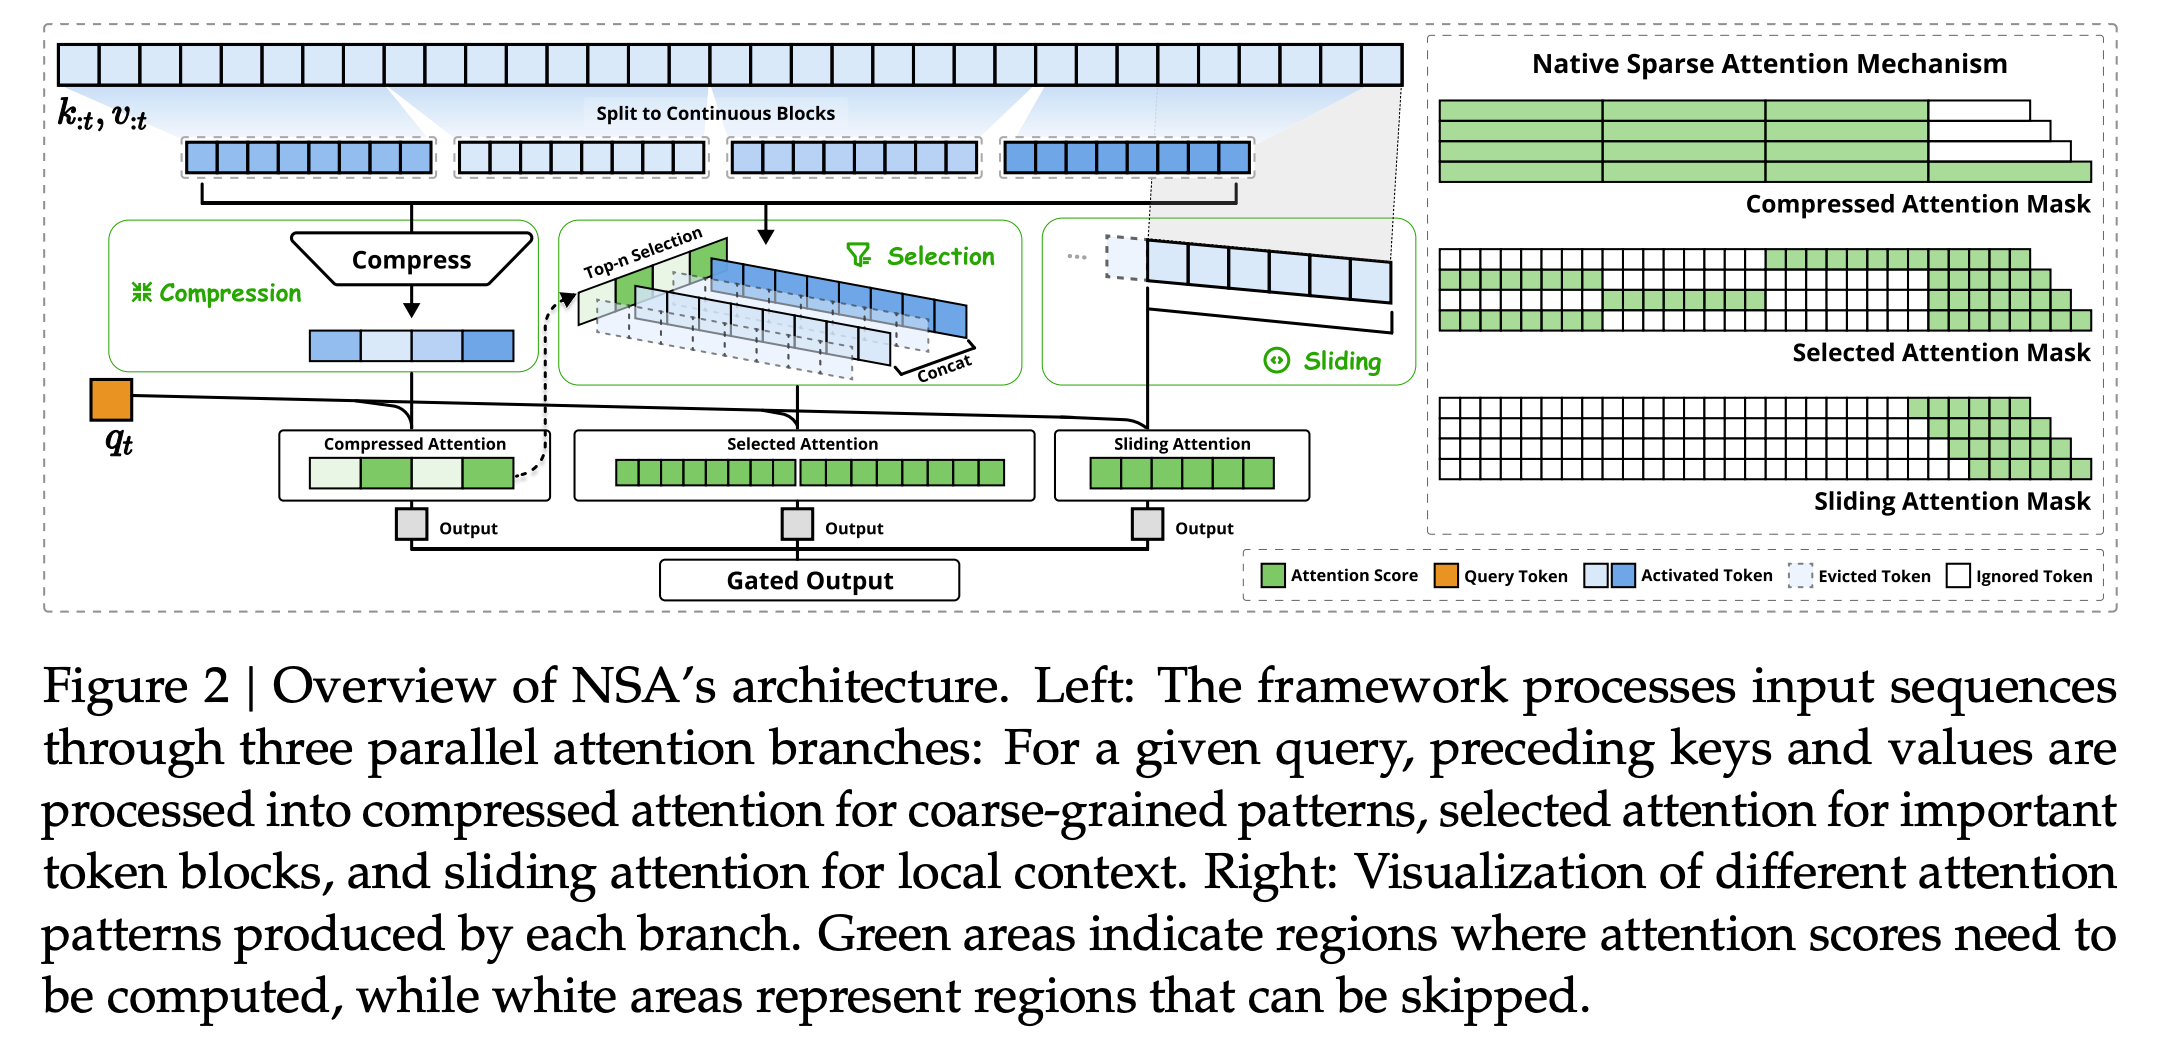 k:t, v:t
Split to Continuous Blocks
Compression
Compress
Top-n Selection
Selection
Concat
...
Sliding
qt
Compressed Attention
Selected Attention
Sliding Attention
Output
Output
Output
Gated Output
Native Sparse Attention Mechanism
Compressed Attention Mask
Selected Attention Mask
Sliding Attention Mask
Attention Score
Query Token
Activated Token
Evicted Token
Ignored Token
Figure 2 | Overview of NSA’s architecture. Left: The framework processes input sequences
through three parallel attention branches: For a given query, preceding keys and values are
processed into compressed attention for coarse-grained patterns, selected attention for important
token blocks, and sliding attention for local context. Right: Visualization of different attention
patterns produced by each branch. Green areas indicate regions where attention scores need to
be computed, while white areas represent regions that can be skipped.